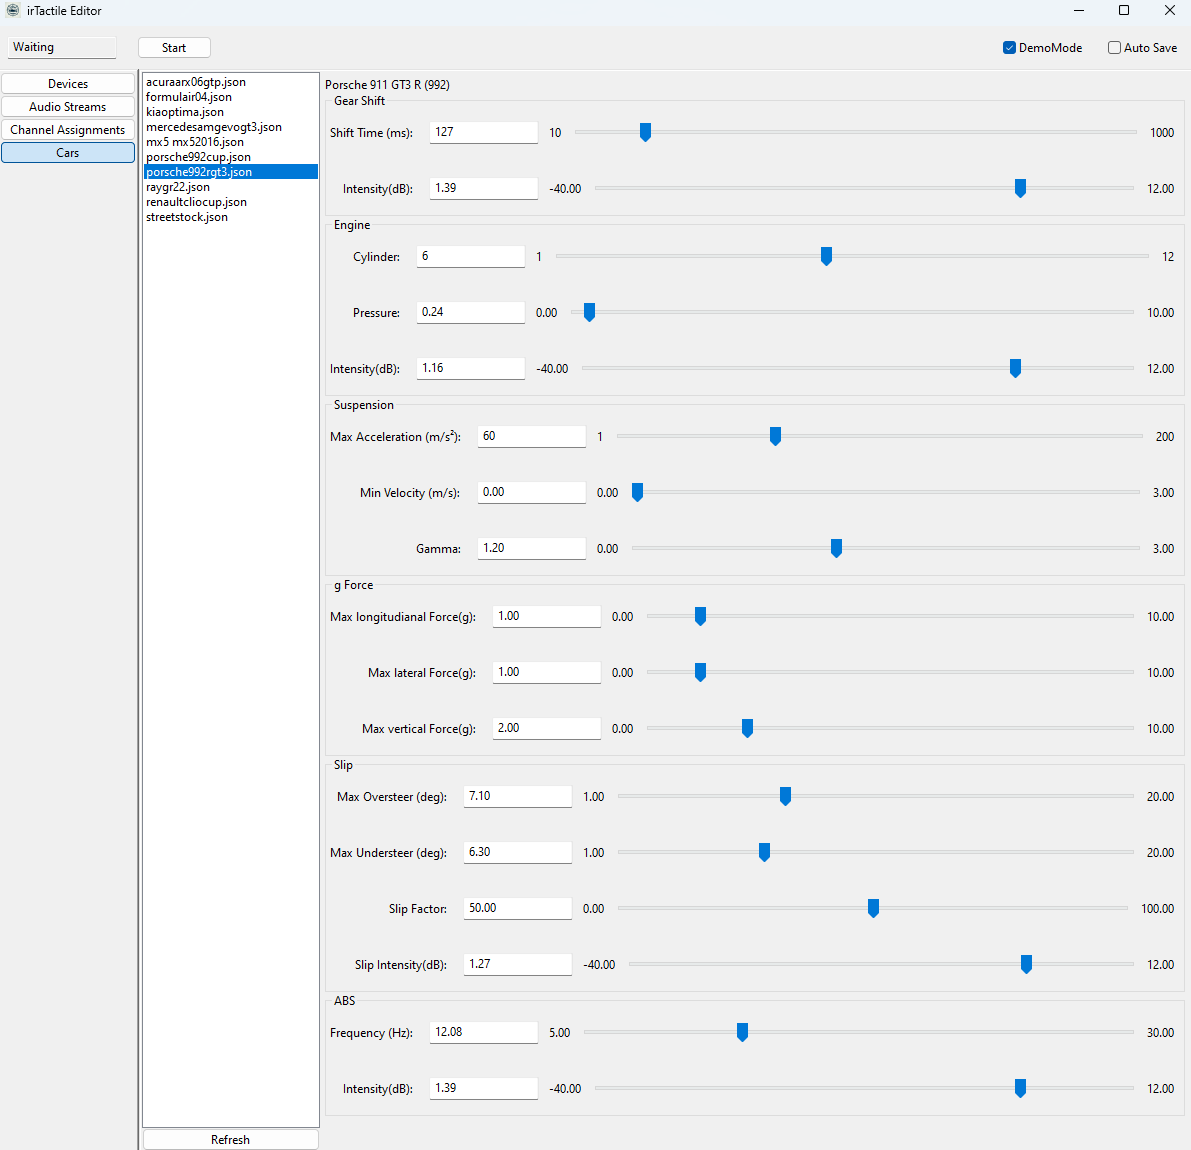 irTactile Editor
Waiting
Start
DemoMode
Auto Save
Devices
Audio Streams
Channel Assignments
Cars
acuraarx06gtp.json
formulair04.json
kiaoptima.json
mercedesamgevogt3.json
mx5 mx52016.json
porsche992cup.json
porsche992rgt3.json
raygr22.json
renaultcliocup.json
streetstock.json
Refresh
Porsche 911 GT3 R (992)
Gear Shift
Shift Time (ms): 127 10 1000
Intensity(dB): 1.39 -40.00 12.00
Engine
Cylinder: 6 1 12
Pressure: 0.24 0.00 10.00
Intensity(dB): 1.16 -40.00 12.00
Suspension
Max Acceleration (m/s²): 60 1 200
Min Velocity (m/s): 0.00 0.00 3.00
Gamma: 1.20 0.00 3.00
g Force
Max longitudianal Force(g): 1.00 0.00 10.00
Max lateral Force(g): 1.00 0.00 10.00
Max vertical Force(g): 2.00 0.00 10.00
Slip
Max Oversteer (deg): 7.10 1.00 20.00
Max Understeer (deg): 6.30 1.00 20.00
Slip Factor: 50.00 0.00 100.00
Slip Intensity(dB): 1.27 -40.00 12.00
ABS
Frequency (Hz): 12.08 5.00 30.00
Intensity(dB): 1.39 -40.00 12.00